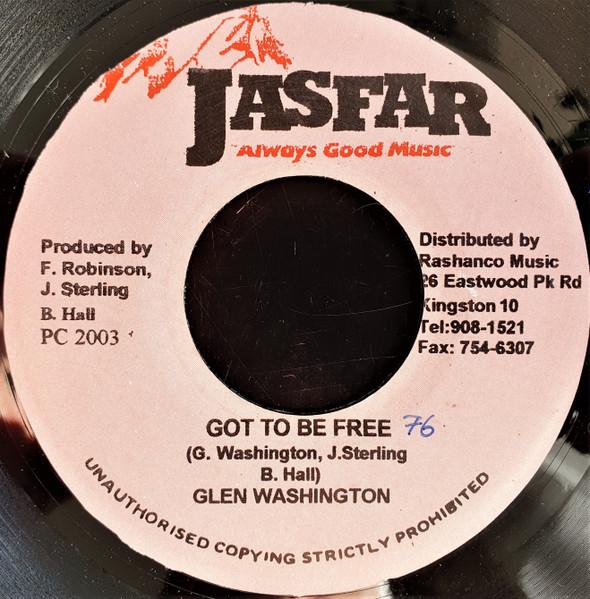 JASFAR
Always Good Music
Produced by
F. Robinson,
J. Sterling
B. Hall
PC 2003
Distributed by
Rashanco Music
26 Eastwood Pk Rd
Kingston 10
Tel:908-1521
Fax: 754-6307
GOT TO BE FREE 76
(G. Washington, J.Sterling
B. Hall)
GLEN WASHINGTON
UNAUTHORISED COPYING STRICTLY PROHIBITED